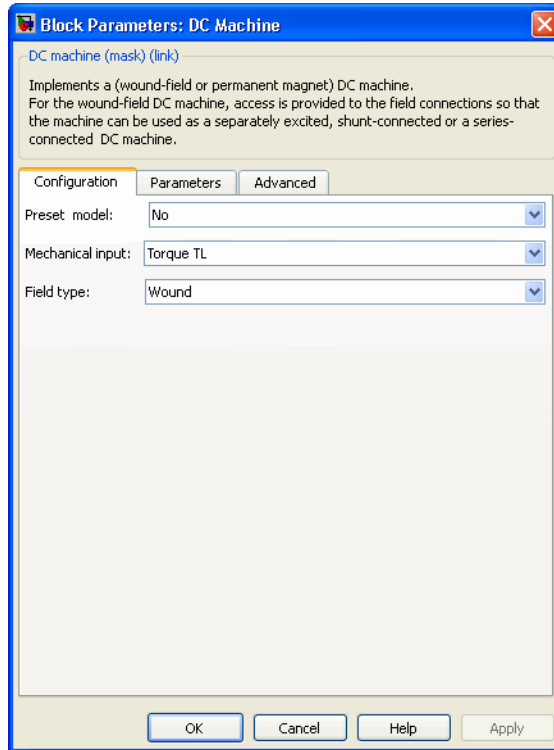 Block Parameters: DC Machine
DC machine (mask) (link)
Implements a (wound-field or permanent magnet) DC machine.
For the wound-field DC machine, access is provided to the field connections so that
the machine can be used as a separately excited, shunt-connected or a series-
connected DC machine.
Configuration Parameters Advanced
Preset model: No
Mechanical input: Torque TL
Field type: Wound
OK Cancel Help Apply